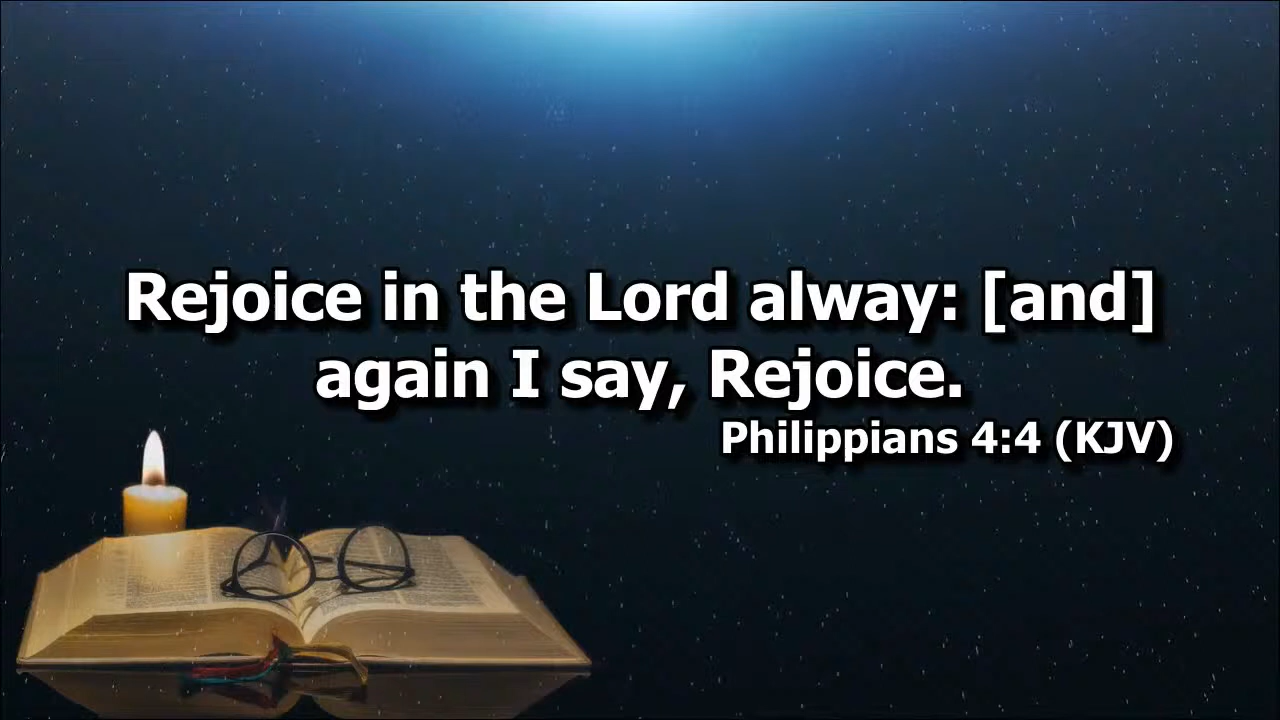 Rejoice in the Lord alway: [and]
again I say, Rejoice.
Philippians 4:4 (KJV)